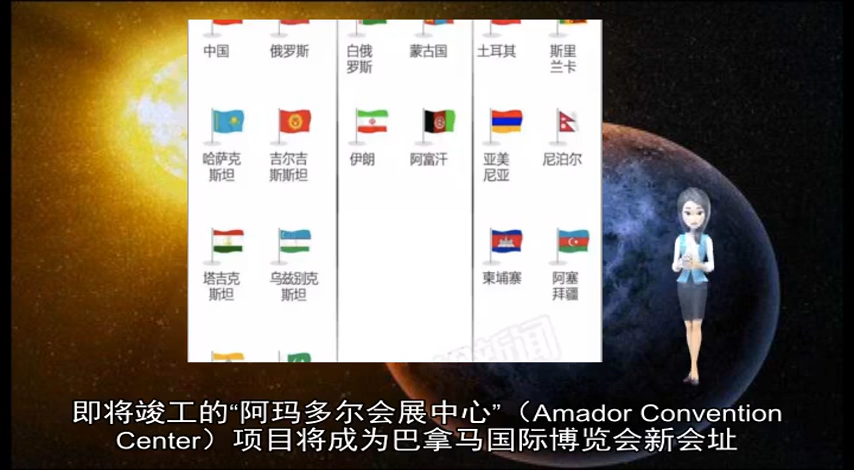 中国 俄罗斯 白俄 蒙古国 土耳其 斯里
罗斯 兰卡
哈萨克 吉尔吉 伊朗 阿富汗 亚美 尼泊尔
斯坦 斯斯坦 尼亚
塔吉克 乌兹别克 柬埔寨 阿塞
斯坦 斯坦 拜疆
即将竣工的“阿玛多尔会展中心”（Amador Convention
Center）项目将成为巴拿马国际博览会新会址